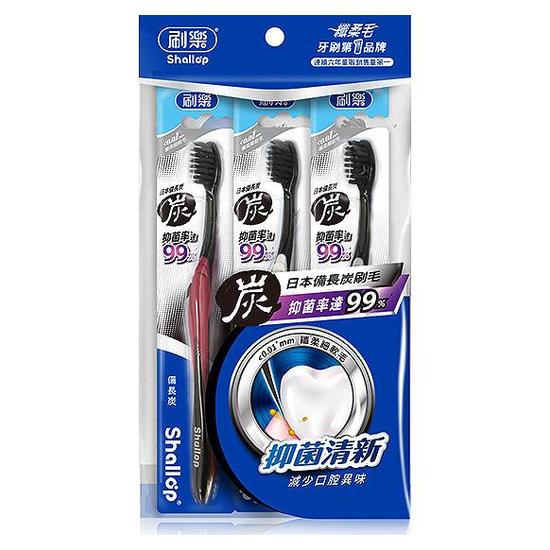 刷樂
Shallop
纖柔毛
牙刷第1品牌
連續六年量販銷售量第一
刷樂
刷樂
刷樂
日本備長炭
炭
抑菌率達
99%
日本備長炭
炭
抑菌率達
99%
日本備長炭
炭
抑菌率達
99%
炭
日本備長炭刷毛
抑菌率達99%
<0.01mm 纖柔細軟毛
抑菌清新
減少口腔異味
備長炭
Shallop
Shallop